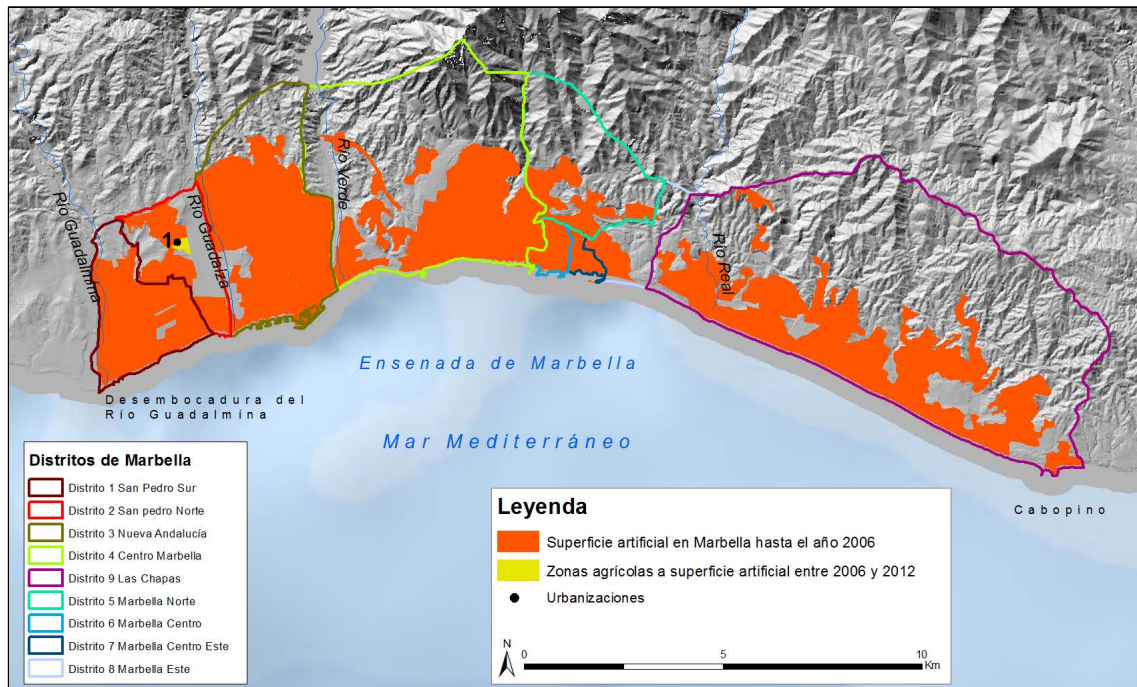 Río Guadalmina
1
Río Guadalza
Río Verde
Río Real
Ensenada de Marbella
Mar Mediterráneo
Desembocadura del
Río Guadalmína
Cabopino
Distritos de Marbella
Distrito 1 San Pedro Sur
Distrito 2 San pedro Norte
Distrito 3 Nueva Andalucía
Distrito 4 Centro Marbella
Distrito 9 Las Chapas
Distrito 5 Marbella Norte
Distrito 6 Marbella Centro
Distrito 7 Marbella Centro Este
Distrito 8 Marbella Este
Leyenda
Superficie artificial en Marbella hasta el año 2006
Zonas agrícolas a superficie artificial entre 2006 y 2012
Urbanizaciones
N
0 5 10
Km